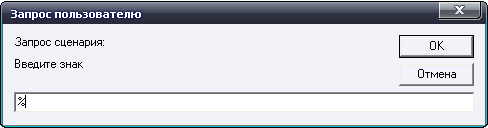 Запрос пользователю
Запрос сценария:
OK
Введите знак
Отмена
%